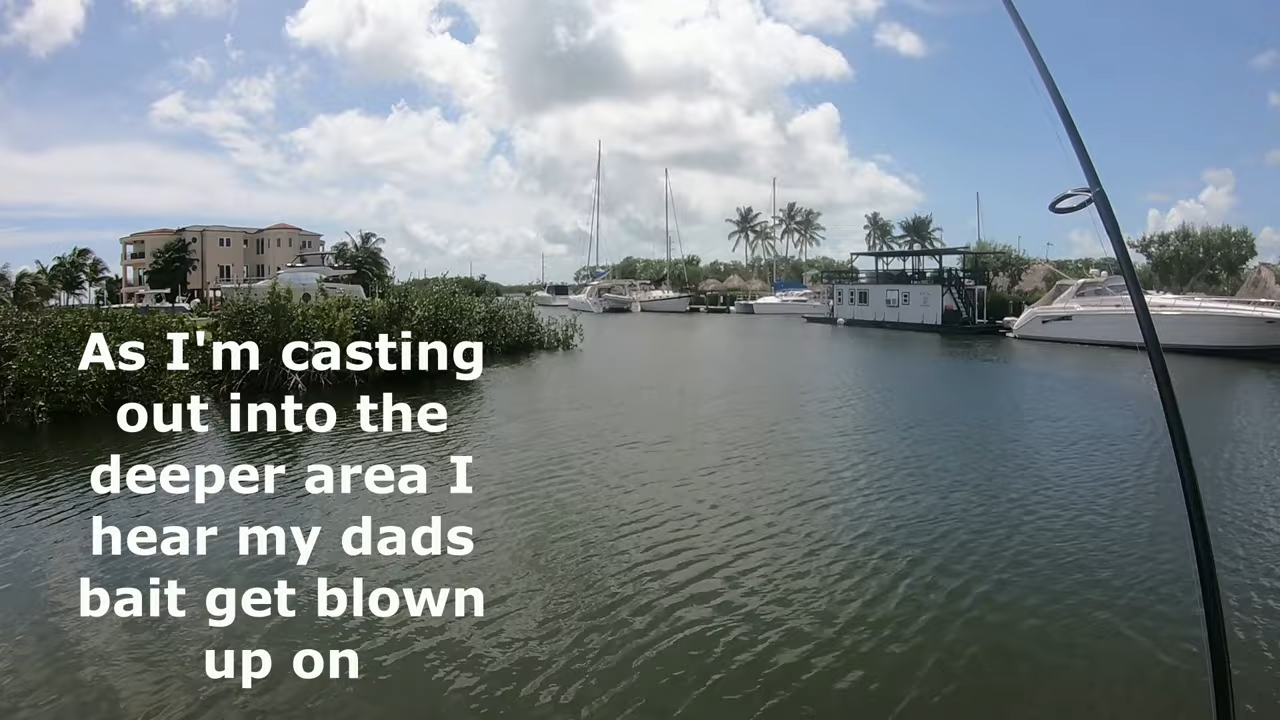 As I'm casting
out into the
deeper area I
hear my dads
bait get blown
up on